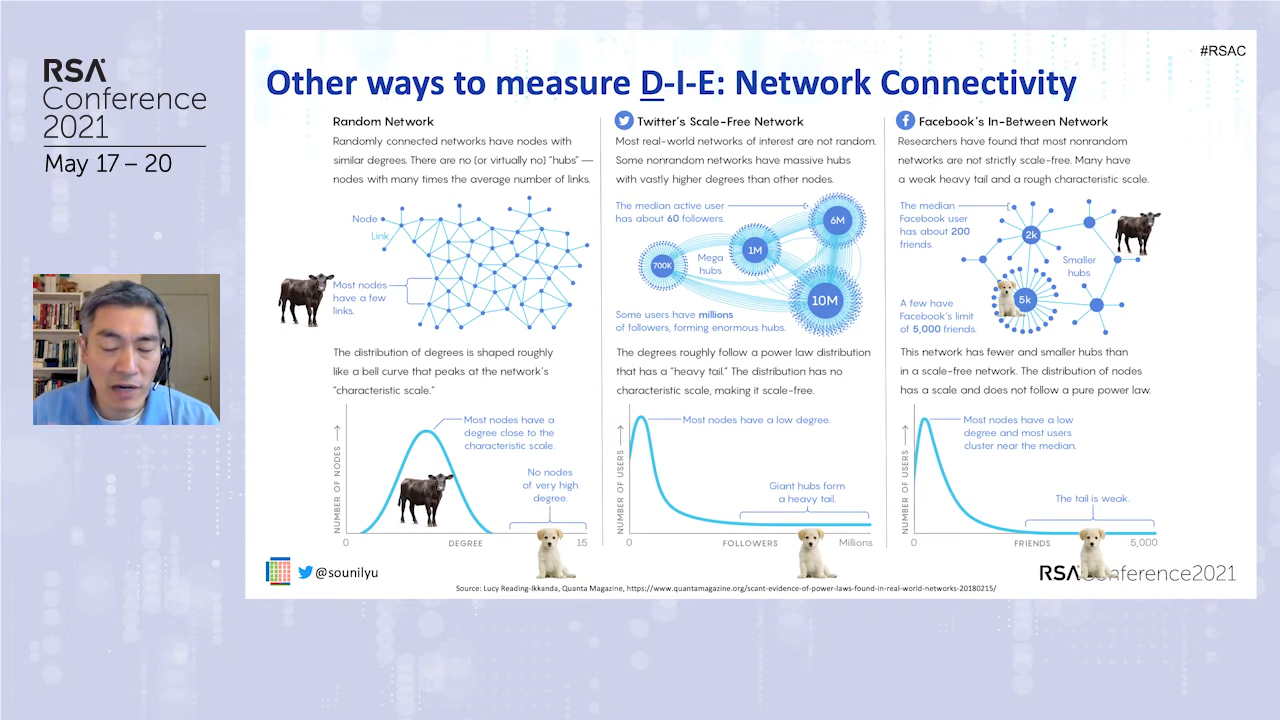 RSA
Conference
2021
May 17 – 20
#RSAC
Other ways to measure D-I-E: Network Connectivity
Random Network
Randomly connected networks have nodes with
similar degrees. There are no (or virtually no) "hubs" —
nodes with many times the average number of links.
Node
Link
Most nodes
have a few
links.
The distribution of degrees is shaped roughly
like a bell curve that peaks at the network's
"characteristic scale."
NUMBER OF NODES
Most nodes have a
degree close to the
characteristic scale.
No nodes
of very high
degree.
0
DEGREE
15
Twitter's Scale-Free Network
Most real-world networks of interest are not random.
Some nonrandom networks have massive hubs
with vastly higher degrees than other nodes.
The median active user
has about 60 followers.
6M
1M
700K
Mega
hubs
10M
Some users have millions
of followers, forming enormous hubs.
The degrees roughly follow a power law distribution
that has a "heavy tail." The distribution has no
characteristic scale, making it scale-free.
NUMBER OF USERS
Most nodes have a low degree.
Giant hubs form
a heavy tail.
0
FOLLOWERS
Millions
Facebook's In-Between Network
Researchers have found that most nonrandom
networks are not strictly scale-free. Many have
a weak heavy tail and a rough characteristic scale.
The median
Facebook user
has about 200
friends.
2k
Smaller
hubs
5k
A few have
Facebook's limit
of 5,000 friends.
This network has fewer and smaller hubs than
in a scale-free network. The distribution of nodes
has a scale and does not follow a pure power law.
NUMBER OF USERS
Most nodes have a low
degree and most users
cluster near the median.
The tail is weak.
0
FRIENDS
5,000
@sounilyu
RSAConference2021
Source: Lucy Reading-Ikkanda, Quanta Magazine, https://www.quantamagazine.org/scant-evidence-of-power-laws-found-in-real-world-networks-20180215/